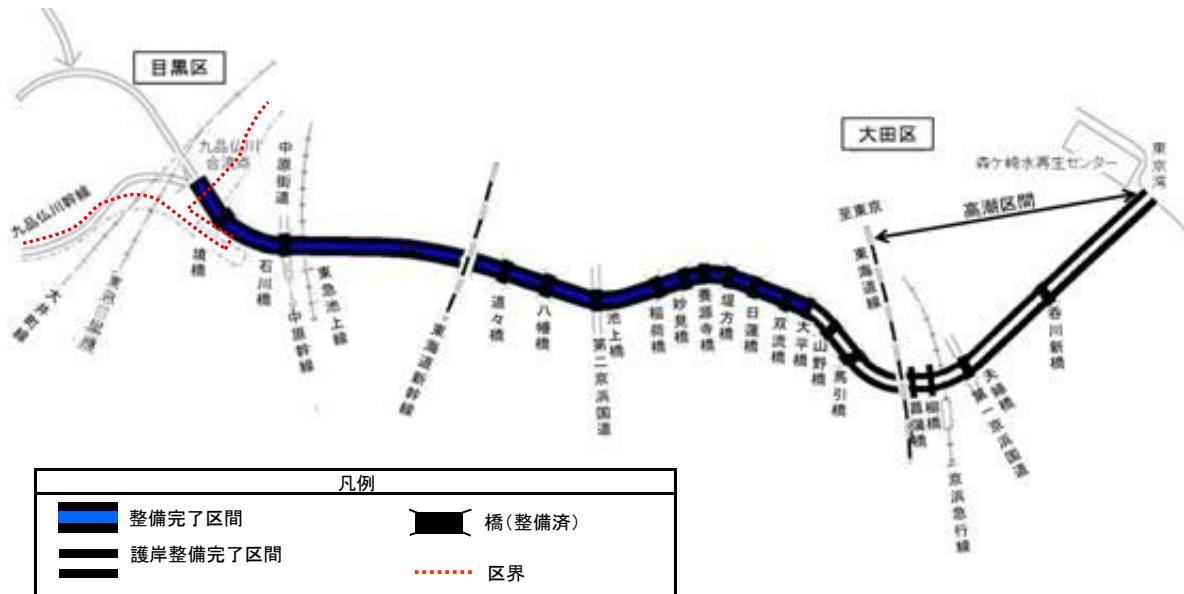 目黒区
九品仏川
合流点
中原街道
九品仏川幹線
大井町線
境橋
石川橋
中原幹線
東急池上線
東海道新幹線
道々橋
八幡橋
池上橋
第二京浜国道
稲荷橋
妙見橋
養源寺橋
堤方橋
日蓮橋
双流橋
太平橋
山野橋
馬引橋
大田区
至東京
東海道線
高潮区間
森ケ崎水再生センター
東京湾
菖蒲橋
柳橋
京浜急行線
夫婦橋
第一京浜国道
呑川新橋
凡例
整備完了区間
橋(整備済)
護岸整備完了区間
区界